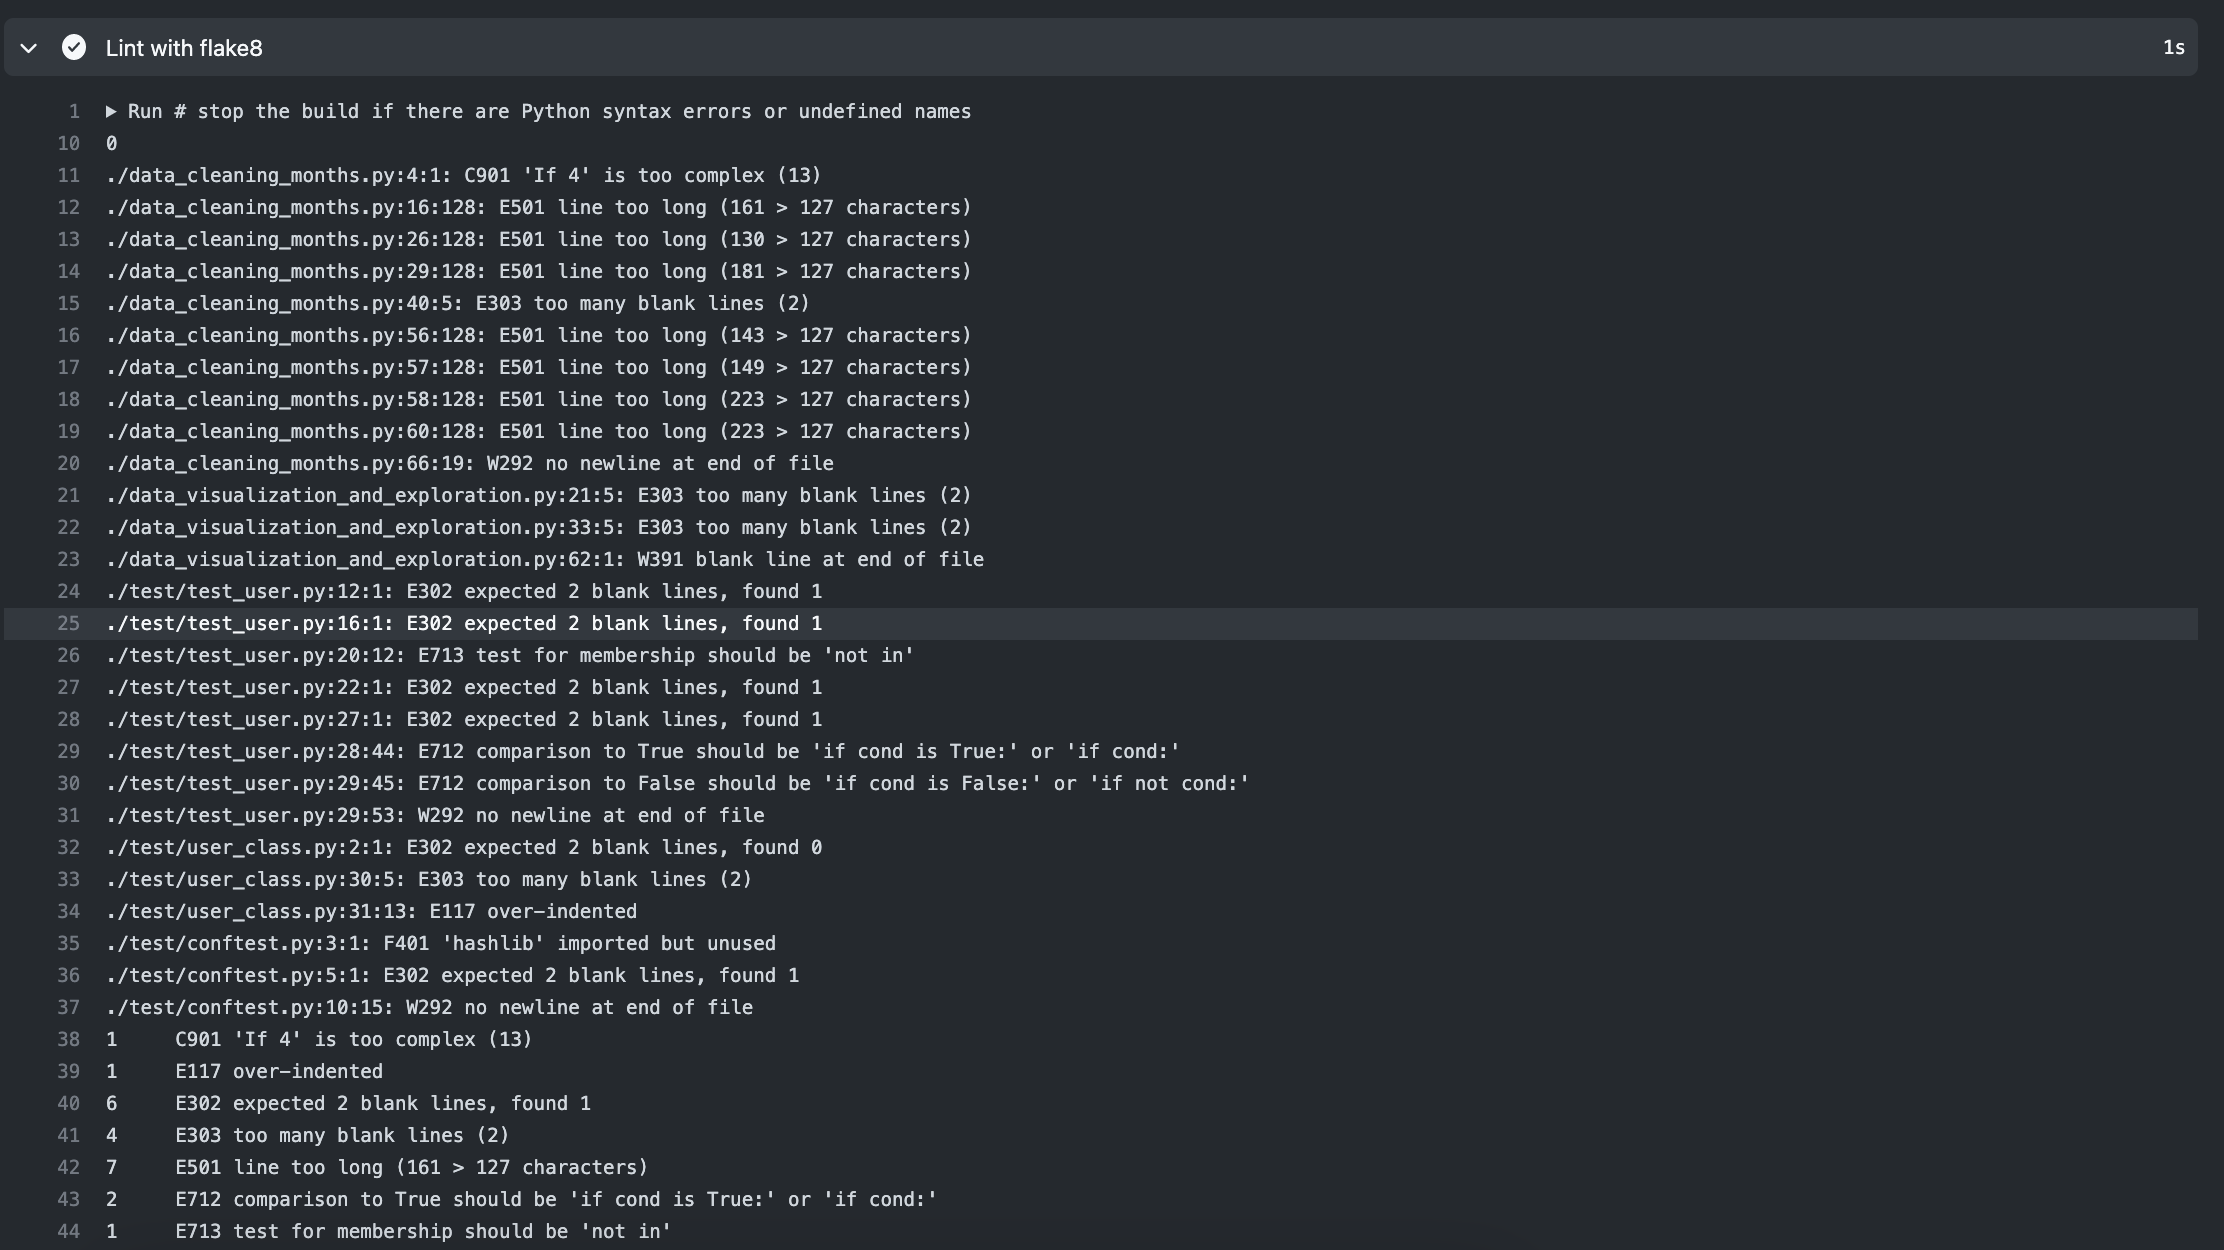 Lint with flake8 1s
1 ▶ Run # stop the build if there are Python syntax errors or undefined names
10 0
11 ./data_cleaning_months.py:4:1: C901 'If 4' is too complex (13)
12 ./data_cleaning_months.py:16:128: E501 line too long (161 > 127 characters)
13 ./data_cleaning_months.py:26:128: E501 line too long (130 > 127 characters)
14 ./data_cleaning_months.py:29:128: E501 line too long (181 > 127 characters)
15 ./data_cleaning_months.py:40:5: E303 too many blank lines (2)
16 ./data_cleaning_months.py:56:128: E501 line too long (143 > 127 characters)
17 ./data_cleaning_months.py:57:128: E501 line too long (149 > 127 characters)
18 ./data_cleaning_months.py:58:128: E501 line too long (223 > 127 characters)
19 ./data_cleaning_months.py:60:128: E501 line too long (223 > 127 characters)
20 ./data_cleaning_months.py:66:19: W292 no newline at end of file
21 ./data_visualization_and_exploration.py:21:5: E303 too many blank lines (2)
22 ./data_visualization_and_exploration.py:33:5: E303 too many blank lines (2)
23 ./data_visualization_and_exploration.py:62:1: W391 blank line at end of file
24 ./test/test_user.py:12:1: E302 expected 2 blank lines, found 1
25 ./test/test_user.py:16:1: E302 expected 2 blank lines, found 1
26 ./test/test_user.py:20:12: E713 test for membership should be 'not in'
27 ./test/test_user.py:22:1: E302 expected 2 blank lines, found 1
28 ./test/test_user.py:27:1: E302 expected 2 blank lines, found 1
29 ./test/test_user.py:28:44: E712 comparison to True should be 'if cond is True:' or 'if cond:'
30 ./test/test_user.py:29:45: E712 comparison to False should be 'if cond is False:' or 'if not cond:'
31 ./test/test_user.py:29:53: W292 no newline at end of file
32 ./test/user_class.py:2:1: E302 expected 2 blank lines, found 0
33 ./test/user_class.py:30:5: E303 too many blank lines (2)
34 ./test/user_class.py:31:13: E117 over-indented
35 ./test/conftest.py:3:1: F401 'hashlib' imported but unused
36 ./test/conftest.py:5:1: E302 expected 2 blank lines, found 1
37 ./test/conftest.py:10:15: W292 no newline at end of file
38 1     C901 'If 4' is too complex (13)
39 1     E117 over-indented
40 6     E302 expected 2 blank lines, found 1
41 4     E303 too many blank lines (2)
42 7     E501 line too long (161 > 127 characters)
43 2     E712 comparison to True should be 'if cond is True:' or 'if cond:'
44 1     E713 test for membership should be 'not in'